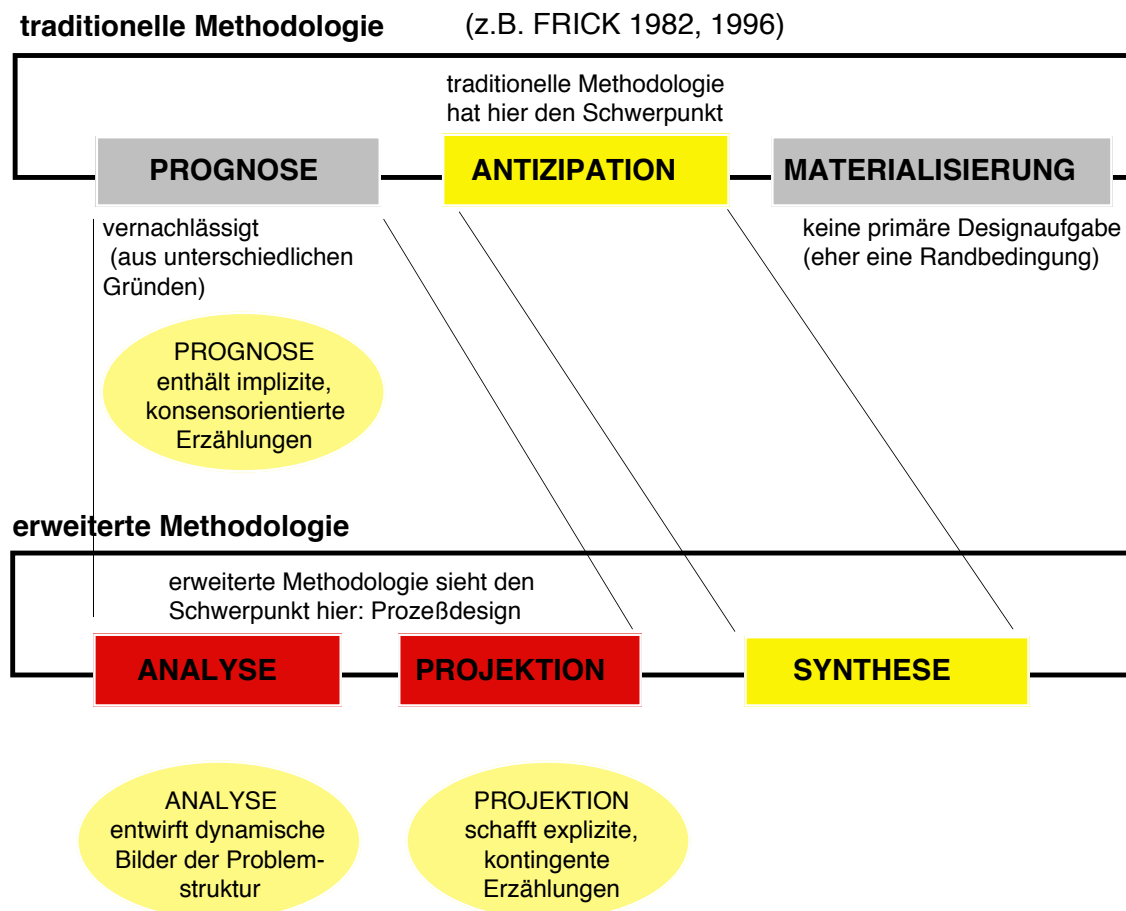 traditionelle Methodologie (z.B. FRICK 1982, 1996)
traditionelle Methodologie
hat hier den Schwerpunkt
PROGNOSE
ANTIZIPATION
MATERIALISIERUNG
vernachlässigt
(aus unterschiedlichen
Gründen)
keine primäre Designaufgabe
(eher eine Randbedingung)
PROGNOSE
enthält implizite,
konsensorientierte
Erzählungen
erweiterte Methodologie
erweiterte Methodologie sieht den
Schwerpunkt hier: Prozeßdesign
ANALYSE
PROJEKTION
SYNTHESE
ANALYSE
entwirft dynamische
Bilder der Problem-
struktur
PROJEKTION
schafft explizite,
kontingente
Erzählungen